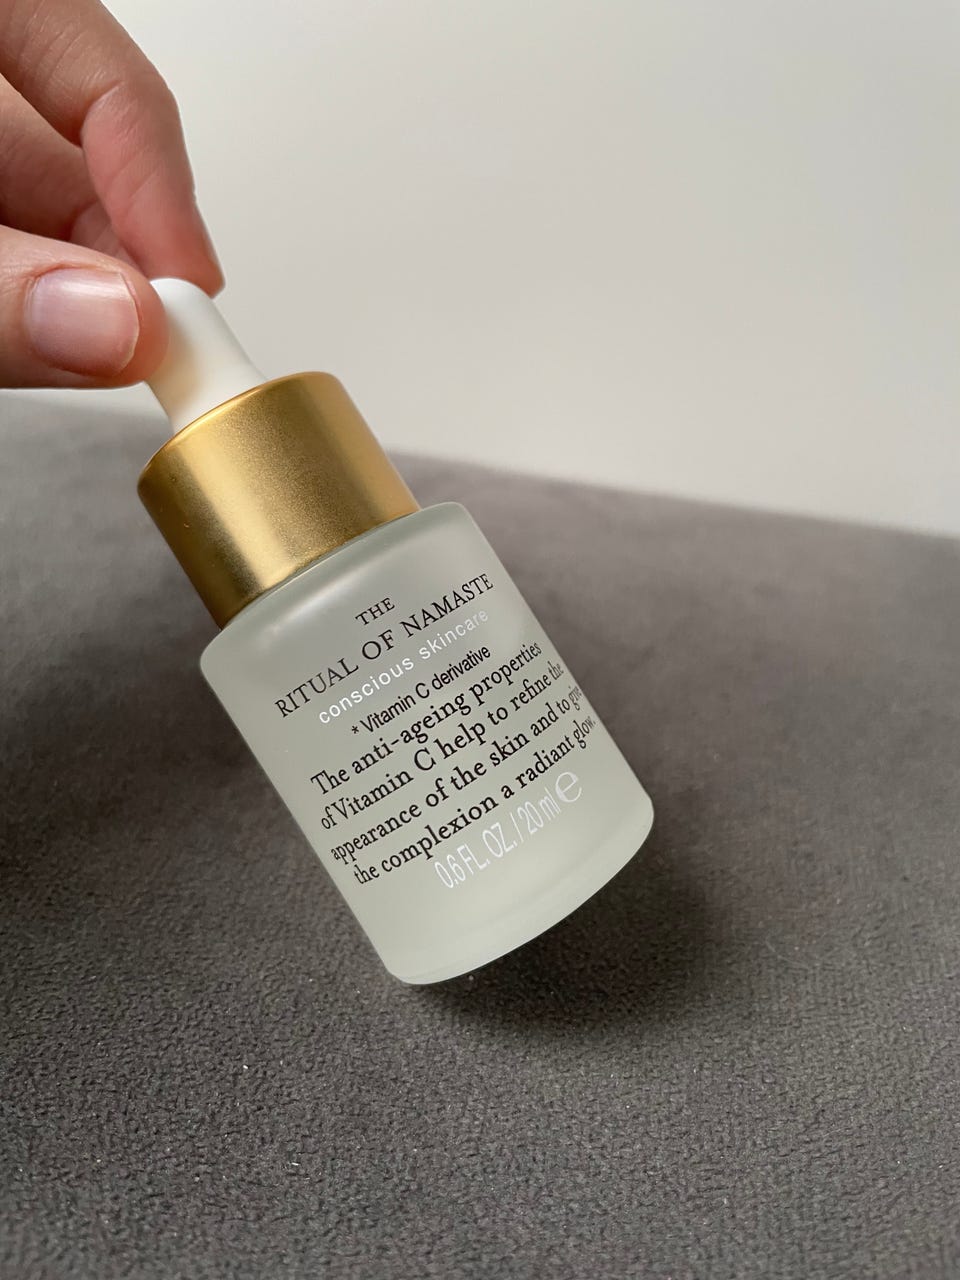 THE
RITUAL OF NAMASTE
conscious skincare
* Vitamin C derivative
The anti-ageing properties
of Vitamin C help to refine the
appearance of the skin and to give
the complexion a radiant glow.
0.6 FL. OZ. / 20 ml ℮